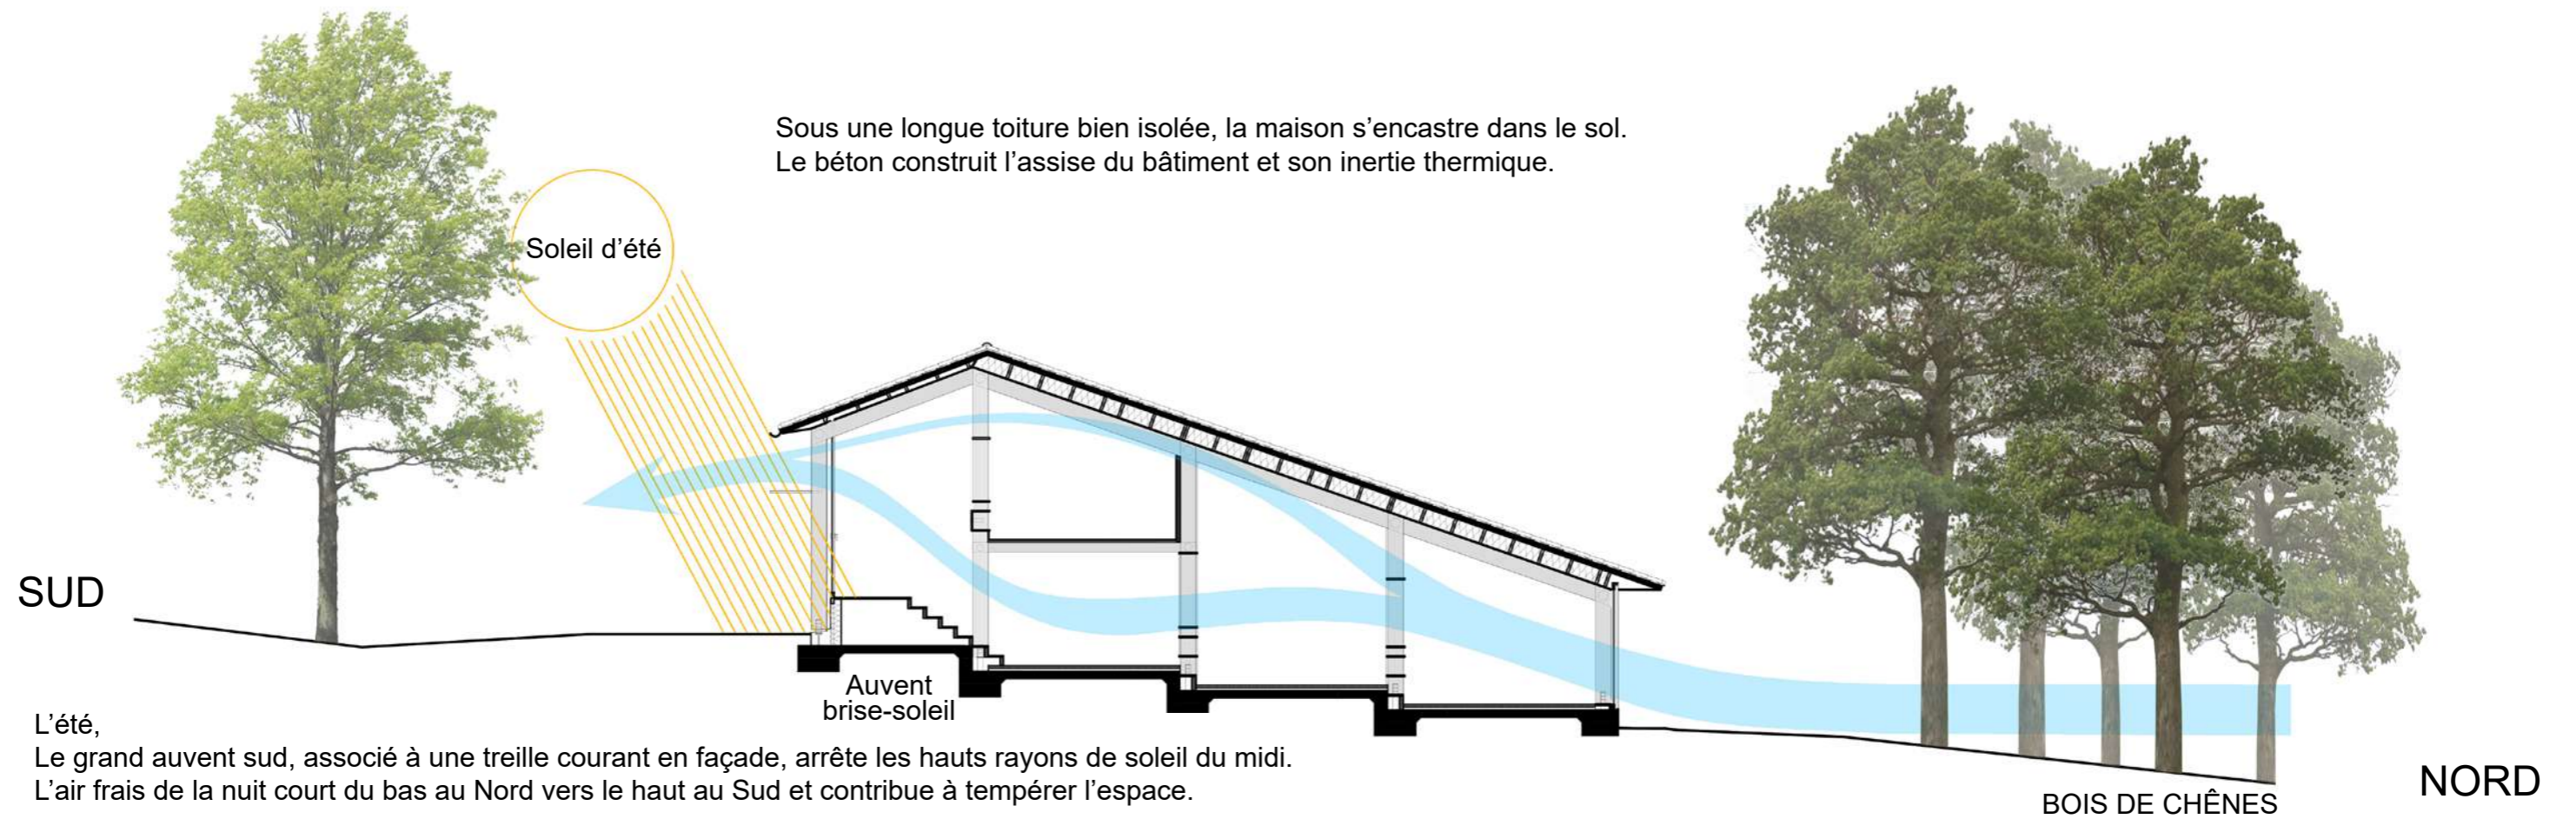 Sous une longue toiture bien isolée, la maison s’encastre dans le sol.
Le béton construit l’assise du bâtiment et son inertie thermique.
Soleil d’été
SUD
Auvent
brise-soleil
L’été,
Le grand auvent sud, associé à une treille courant en façade, arrête les hauts rayons de soleil du midi.
L’air frais de la nuit court du bas au Nord vers le haut au Sud et contribue à tempérer l’espace.
NORD
BOIS DE CHÊNES